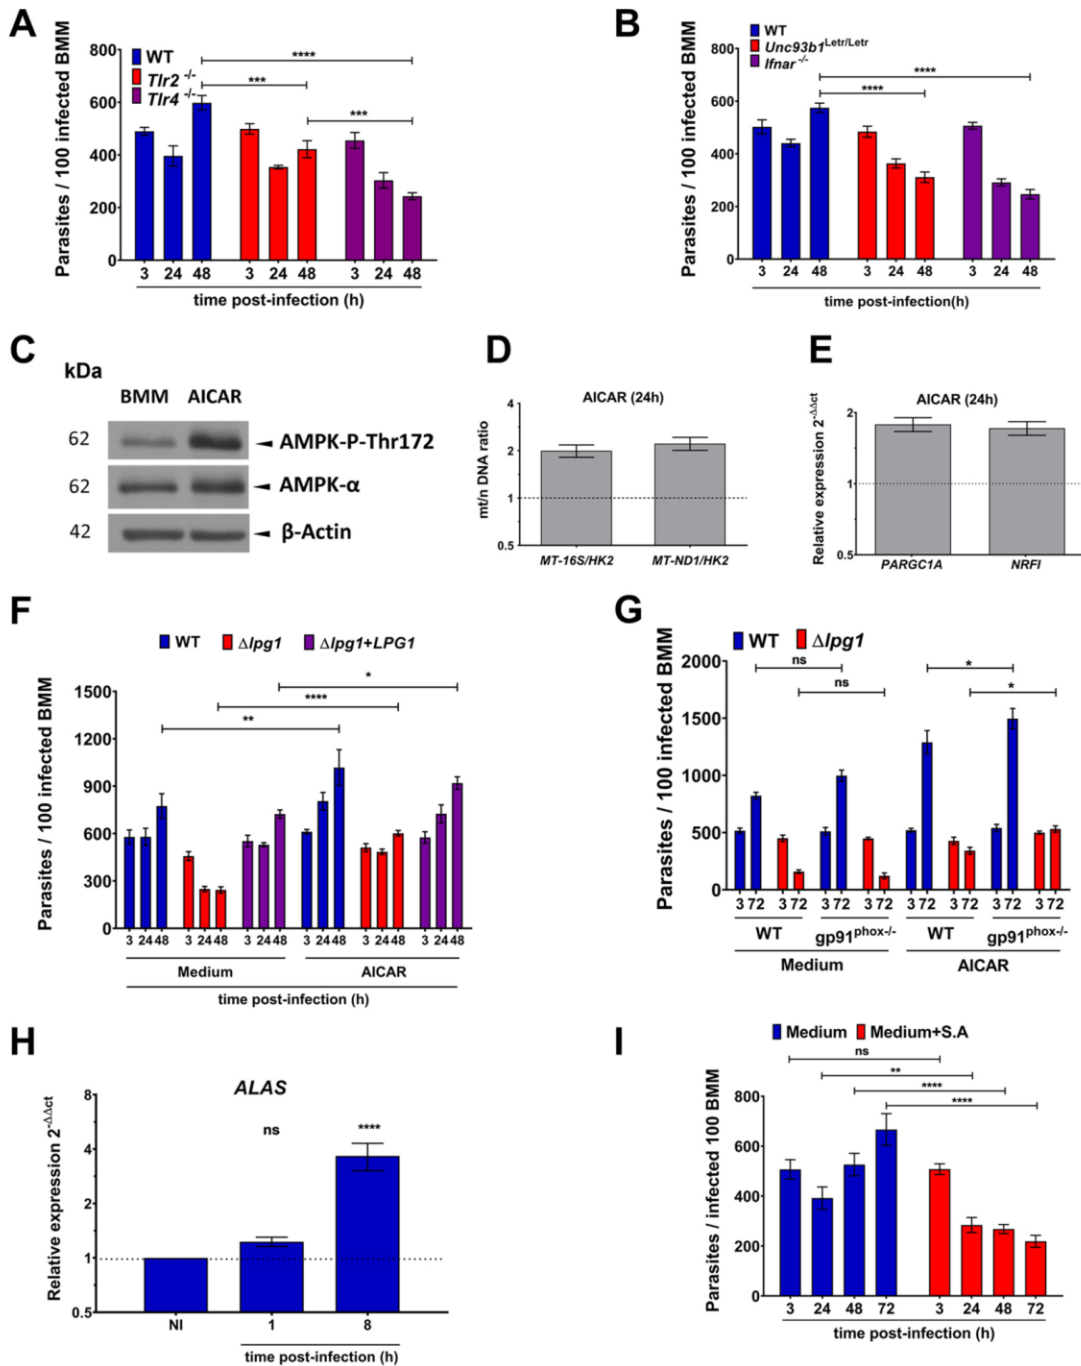 A
WT
Tlr2 -/-
Tlr4 -/-
****
***
***
Parasites / 100 infected BMM
800
600
400
200
0
3 24 48 3 24 48 3 24 48
time post-infection (h)
B
WT
Unc93b1Letr/Letr
Ifnar -/-
****
****
Parasites / 100 infected BMM
800
600
400
200
0
3 24 48 3 24 48 3 24 48
time post-infection(h)
C
kDa
BMM AICAR
62 AMPK-P-Thr172
62 AMPK-α
42 β-Actin
D
AICAR (24h)
mt/n DNA ratio
4
2
1
0.5
MT-16S/HK2 MT-ND1/HK2
E
AICAR (24h)
Relative expression 2-ΔΔct
2
1
0.5
PARGC1A NRFI
F
WT Δlpg1 Δlpg1+LPG1
*
****
**
Parasites / 100 infected BMM
1500
1200
900
600
300
0
3 24 48 3 24 48 3 24 48 3 24 48 3 24 48 3 24 48
Medium AICAR
time post-infection (h)
G
WT Δlpg1
ns * ns *
Parasites / 100 infected BMM
2000
1500
1000
500
0
3 72 3 72 3 72 3 72 3 72 3 72 3 72 3 72
WT gp91phox-/- WT gp91phox-/-
Medium AICAR
H
ALAS
ns ****
Relative expression 2-ΔΔct
8
4
2
1
0.5
NI 1 8
time post-infection (h)
I
Medium Medium+S.A
ns
**
****
****
Parasites / infected 100 BMM
800
600
400
200
0
3 24 48 72 3 24 48 72
time post-infection (h)